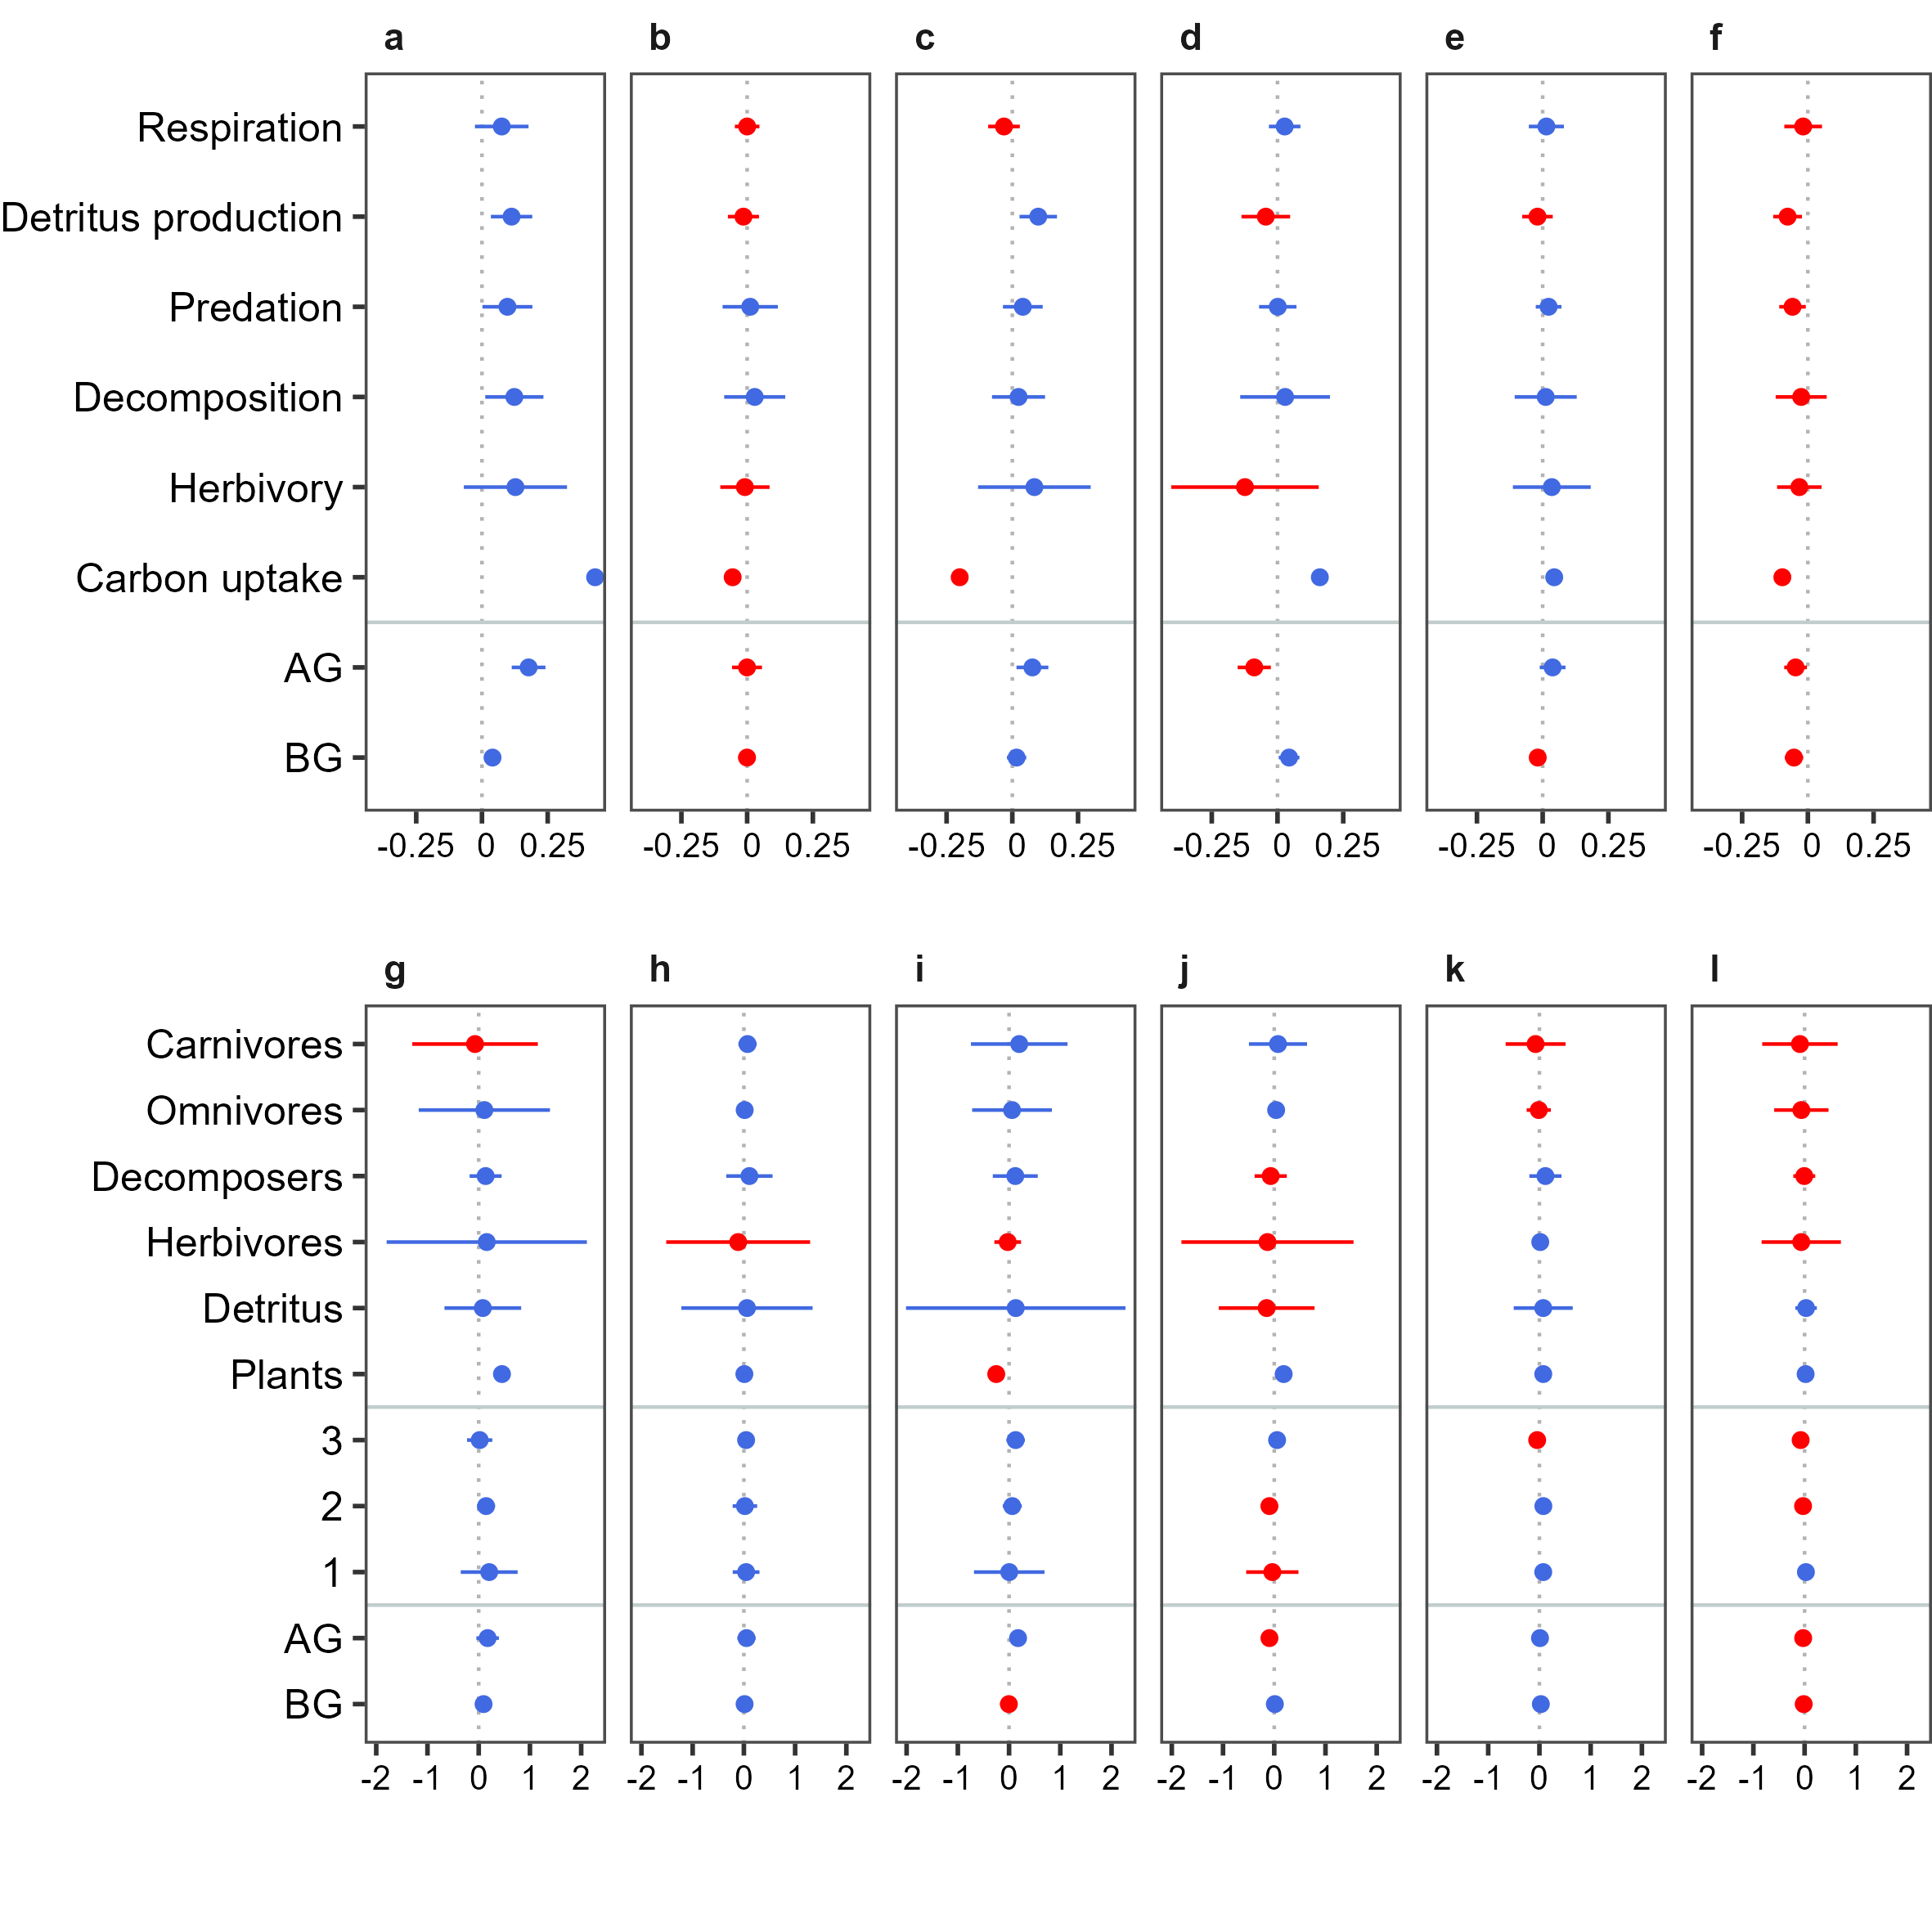 a b c d e f
Respiration
Detritus production
Predation
Decomposition
Herbivory
Carbon uptake
AG
BG
-0.25 0 0.25 -0.25 0 0.25 -0.25 0 0.25 -0.25 0 0.25 -0.25 0 0.25 -0.25 0 0.25
g h i j k l
Carnivores
Omnivores
Decomposers
Herbivores
Detritus
Plants
3
2
1
AG
BG
-2 -1 0 1 2 -2 -1 0 1 2 -2 -1 0 1 2 -2 -1 0 1 2 -2 -1 0 1 2 -2 -1 0 1 2